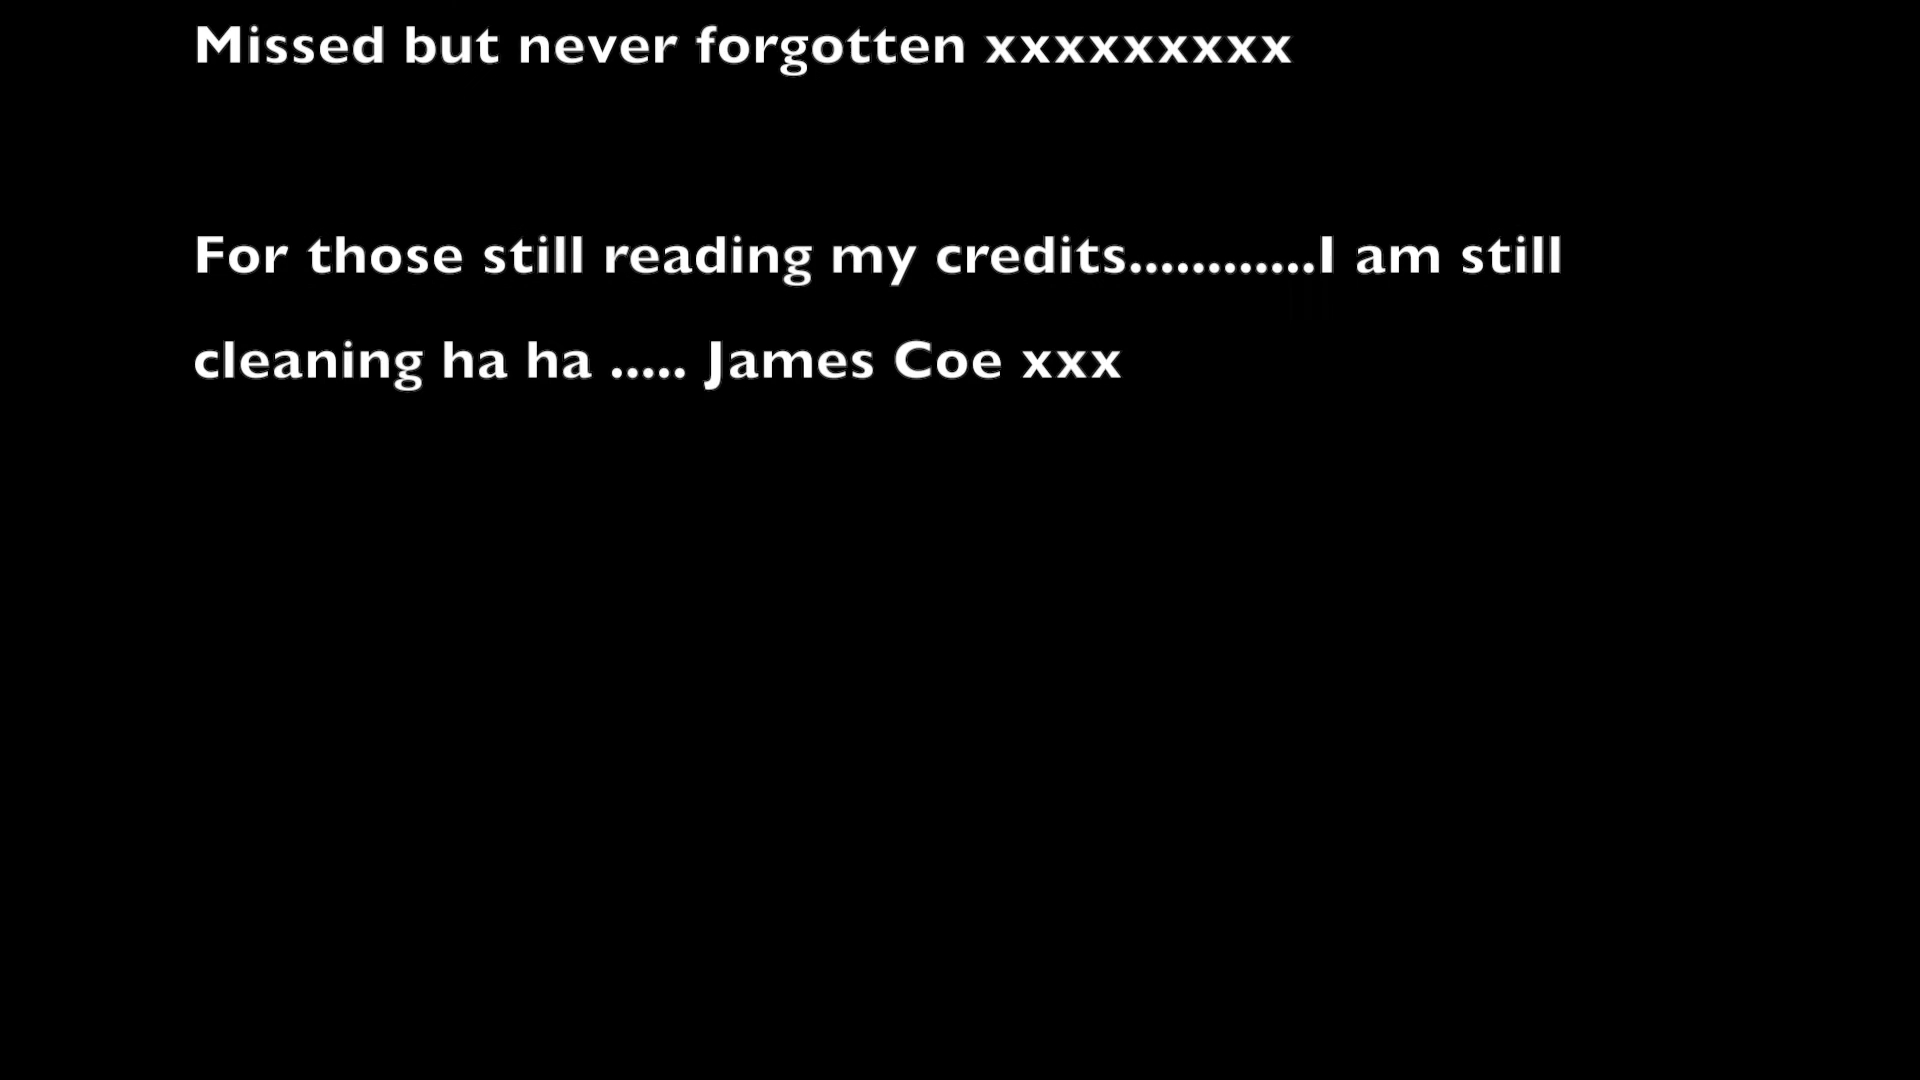 Missed but never forgotten xxxxxxxxx
For those still reading my credits............I am still
cleaning ha ha ..... James Coe xxx